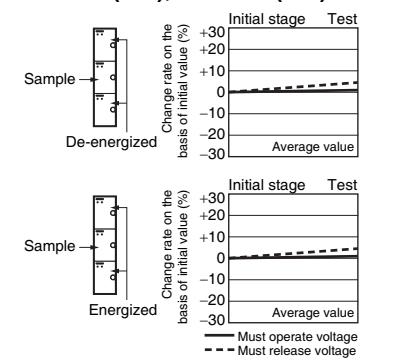 Initial stage Test
Change rate on the
basis of initial value (%)
+30
+20
+10
0
−10
−20
−30
Sample
De-energized
Average value
Initial stage Test
Change rate on the
basis of initial value (%)
+30
+20
+10
0
−10
−20
−30
Sample
Energized
Average value
Must operate voltage
Must release voltage